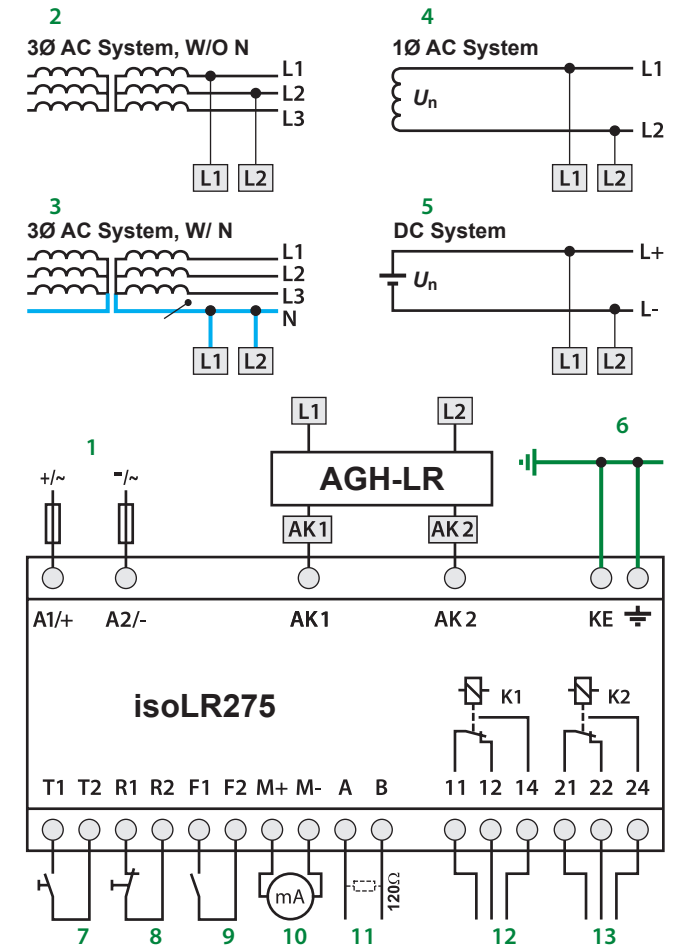 2
3Ø AC System, W/O N
L1
L2
L3
L1 L2
4
1Ø AC System
Un
L1
L2
L1 L2
3
3Ø AC System, W/ N
L1
L2
L3
N
L1 L2
5
DC System
Un
L+
L-
L1 L2
1
+/~ -/~
L1 L2
AGH-LR
AK1 AK2
6
A1/+ A2/- AK1 AK2 KE
isoLR275
K1 K2
T1 T2 R1 R2 F1 F2 M+ M- A B 11 12 14 21 22 24
mA
120Ω
7 8 9 10 11 12 13